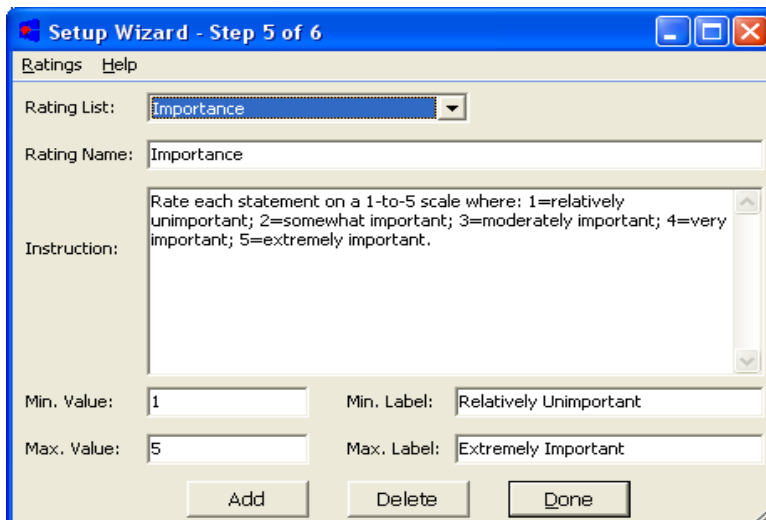 Setup Wizard - Step 5 of 6
Ratings Help
Rating List: Importance
Rating Name: Importance
Instruction:
Rate each statement on a 1-to-5 scale where: 1=relatively
unimportant; 2=somewhat important; 3=moderately important; 4=very
important; 5=extremely important.
Min. Value: 1 Min. Label: Relatively Unimportant
Max. Value: 5 Max. Label: Extremely Important
Add Delete Done